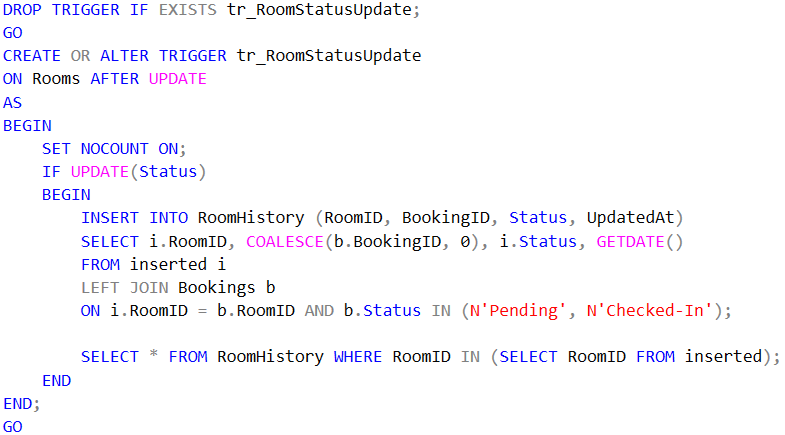 DROP TRIGGER IF EXISTS tr_RoomStatusUpdate;
GO
CREATE OR ALTER TRIGGER tr_RoomStatusUpdate
ON Rooms AFTER UPDATE
AS
BEGIN
    SET NOCOUNT ON;
    IF UPDATE(Status)
    BEGIN
        INSERT INTO RoomHistory (RoomID, BookingID, Status, UpdatedAt)
        SELECT i.RoomID, COALESCE(b.BookingID, 0), i.Status, GETDATE()
        FROM inserted i
        LEFT JOIN Bookings b
        ON i.RoomID = b.RoomID AND b.Status IN (N'Pending', N'Checked-In');
        SELECT * FROM RoomHistory WHERE RoomID IN (SELECT RoomID FROM inserted);
    END
END;
GO